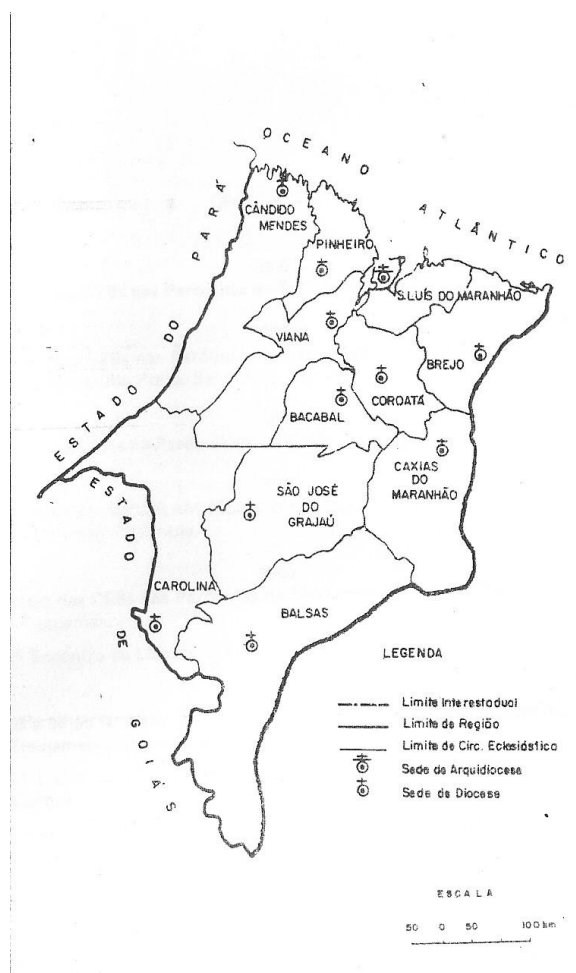 OCEANO
ATLÂNTICO
ESTADO DO PARÁ
CÂNDIDO
MENDES
PINHEIRO
S.LUÍS DO MARANHÃO
VIANA
BREJO
COROATÁ
BACABAL
CAXIAS
DO
MARANHÃO
SÃO JOSÉ
DO
GRAJAÚ
ESTADO DE GOIÁS
CAROLINA
BALSAS
LEGENDA
Limite Interestadual
Limite de Região
Limite de Circ. Eclesiástica
Sede de Arquidiocese
Sede de Diocese
ESCALA
50 0 50 100 km